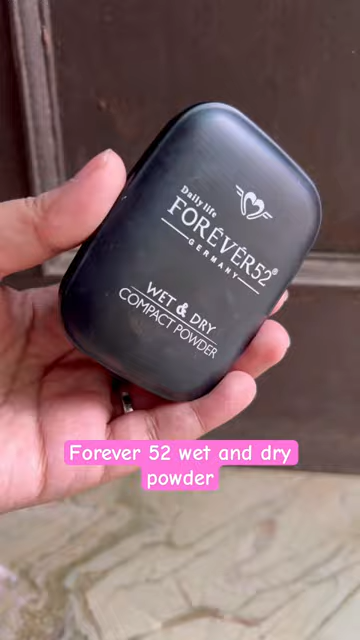 Daily life
FORÉVÉR52®
GERMANY
WET & DRY
COMPACT POWDER
Forever 52 wet and dry
powder